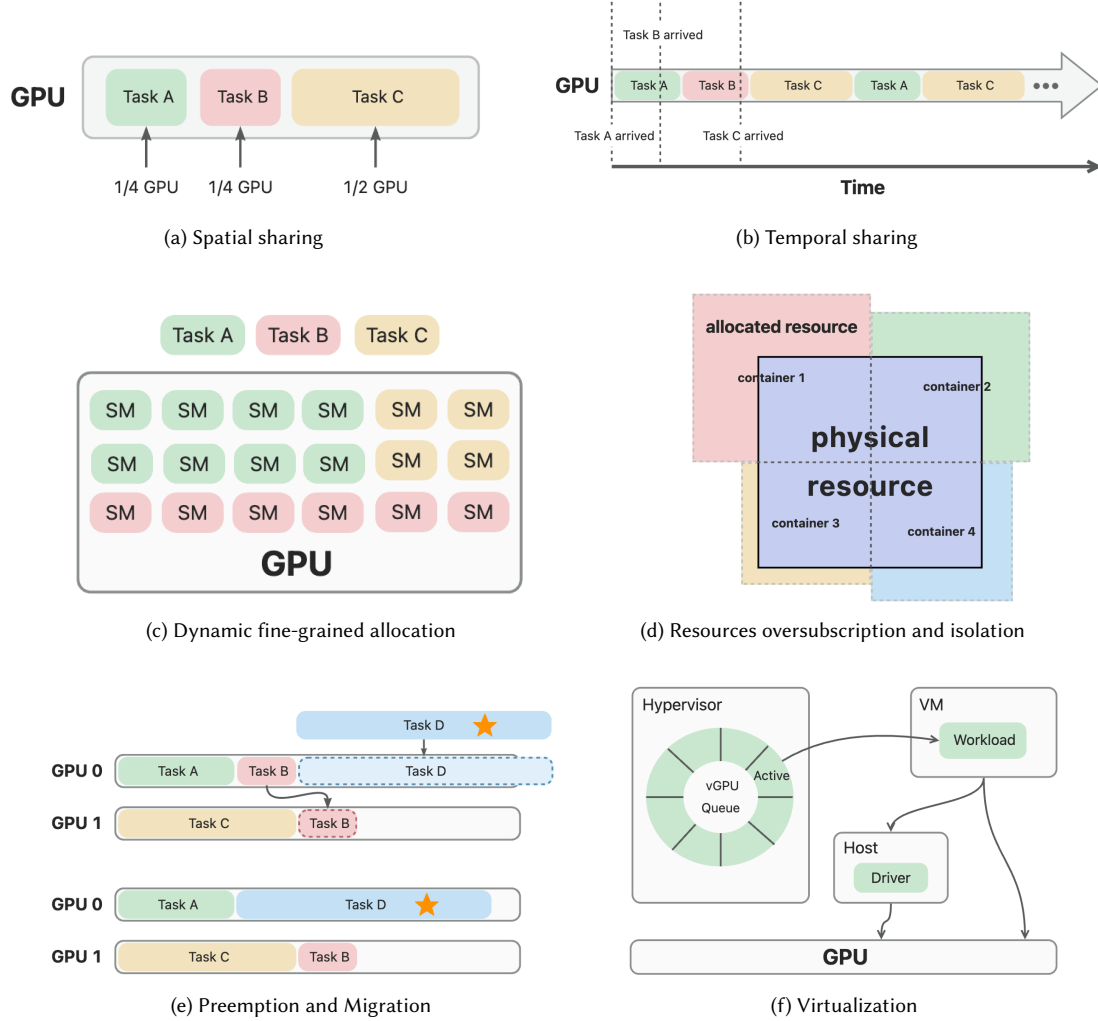 GPU
Task A
Task B
Task C
1/4 GPU
1/4 GPU
1/2 GPU
(a) Spatial sharing
Task B arrived
GPU
Task A
Task B
Task C
Task A
Task C
Task A arrived
Task C arrived
Time
(b) Temporal sharing
Task A
Task B
Task C
SM SM SM SM SM SM
SM SM SM SM SM SM
SM SM SM SM SM SM
GPU
(c) Dynamic fine-grained allocation
allocated resource
container 1
container 2
physical
resource
container 3
container 4
(d) Resources oversubscription and isolation
Task D
GPU 0
Task A
Task B
Task D
GPU 1
Task C
Task B
GPU 0
Task A
Task D
GPU 1
Task C
Task B
(e) Preemption and Migration
Hypervisor
Active
vGPU
Queue
VM
Workload
Host
Driver
GPU
(f) Virtualization